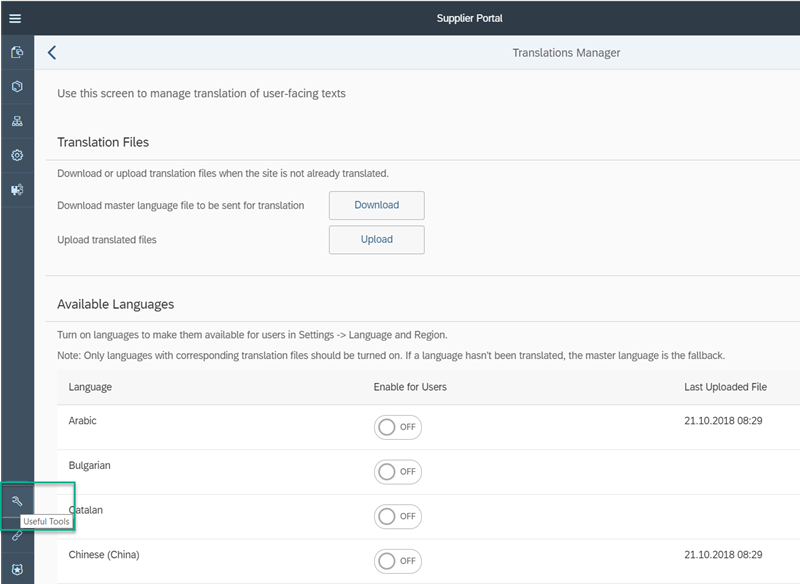 Supplier Portal
Translations Manager
Use this screen to manage translation of user-facing texts
Translation Files
Download or upload translation files when the site is not already translated.
Download master language file to be sent for translation
Download
Upload translated files
Upload
Available Languages
Turn on languages to make them available for users in Settings -> Language and Region.
Note: Only languages with corresponding translation files should be turned on. If a language hasn't been translated, the master language is the fallback.
Language Enable for Users Last Uploaded File
Arabic OFF 21.10.2018 08:29
Bulgarian OFF
Catalan OFF
Useful Tools
Chinese (China) OFF 21.10.2018 08:29